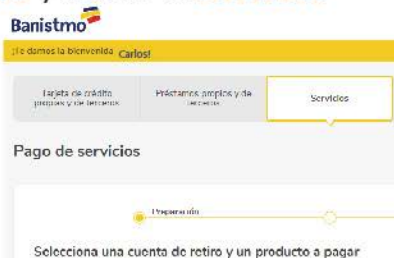 Banistmo
¡Te damos la bienvenida Carlos!
Tarjeta de crédito
propias y de terceros
Préstamos propios y de
terceros
Servicios
Pago de servicios
Preparación
Selecciona una cuenta de retiro y un producto a pagar